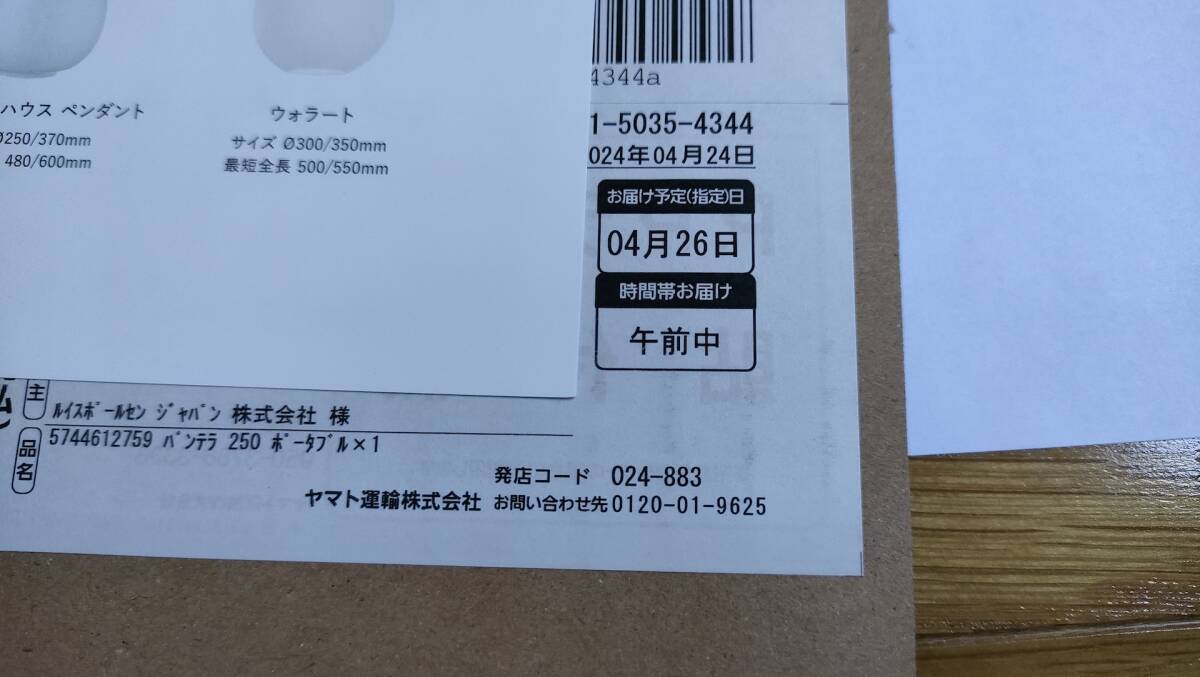 ハウス ペンダント
Ø250/370mm
480/600mm
ウォラート
サイズ Ø300/350mm
最短全長 500/550mm
4344a
1-5035-4344
024年04月24日
お届け予定(指定)日
04月26日
時間帯お届け
午前中
主
ﾙｲｽﾎﾟｰﾙｾﾝ ｼﾞｬﾊﾟﾝ 株式会社 様
品名
5744612759 ﾊﾟﾝﾃﾗ 250 ﾎﾟｰﾀﾌﾞﾙ×1
発店コード 024-883
ヤマト運輸株式会社 お問い合わせ先 0120-01-9625